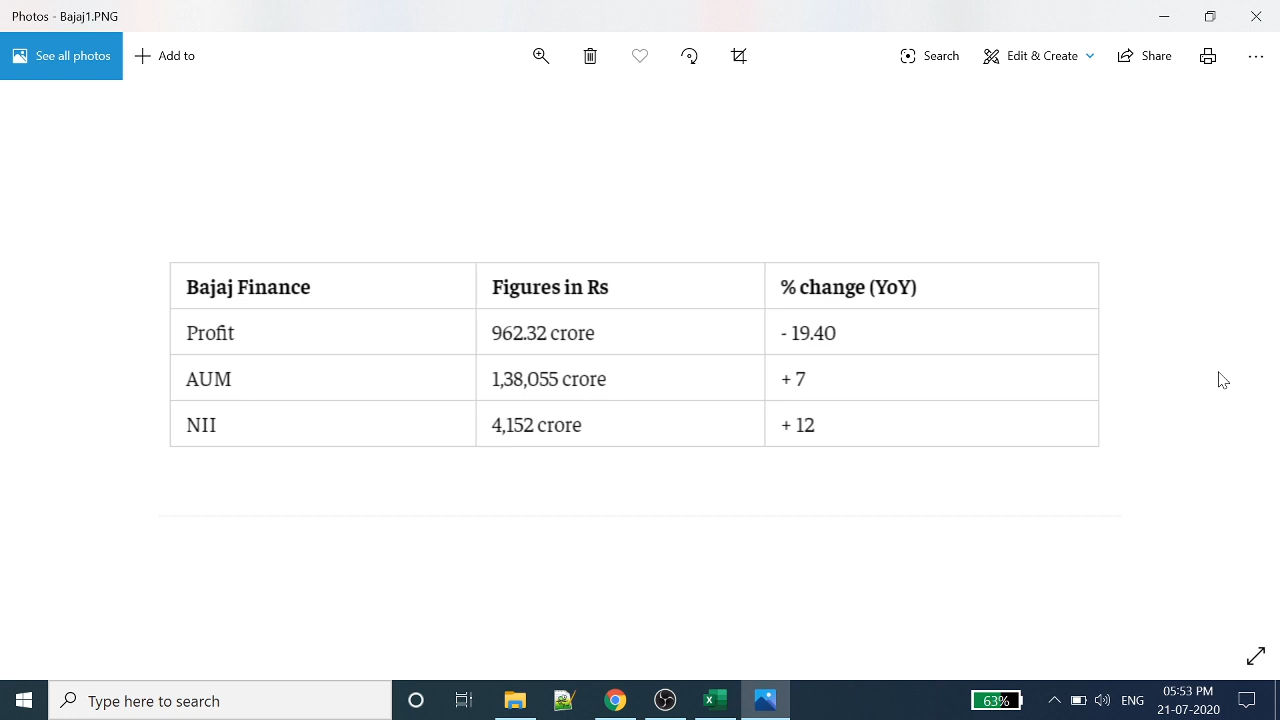 Photos - Bajaj1.PNG
See all photos Add to Search Edit & Create Share
Bajaj Finance Figures in Rs % change (YoY)
Profit 962.32 crore - 19.40
AUM 1,38,055 crore + 7
NII 4,152 crore + 12
Type here to search 63% ENG 05:53 PM
21-07-2020